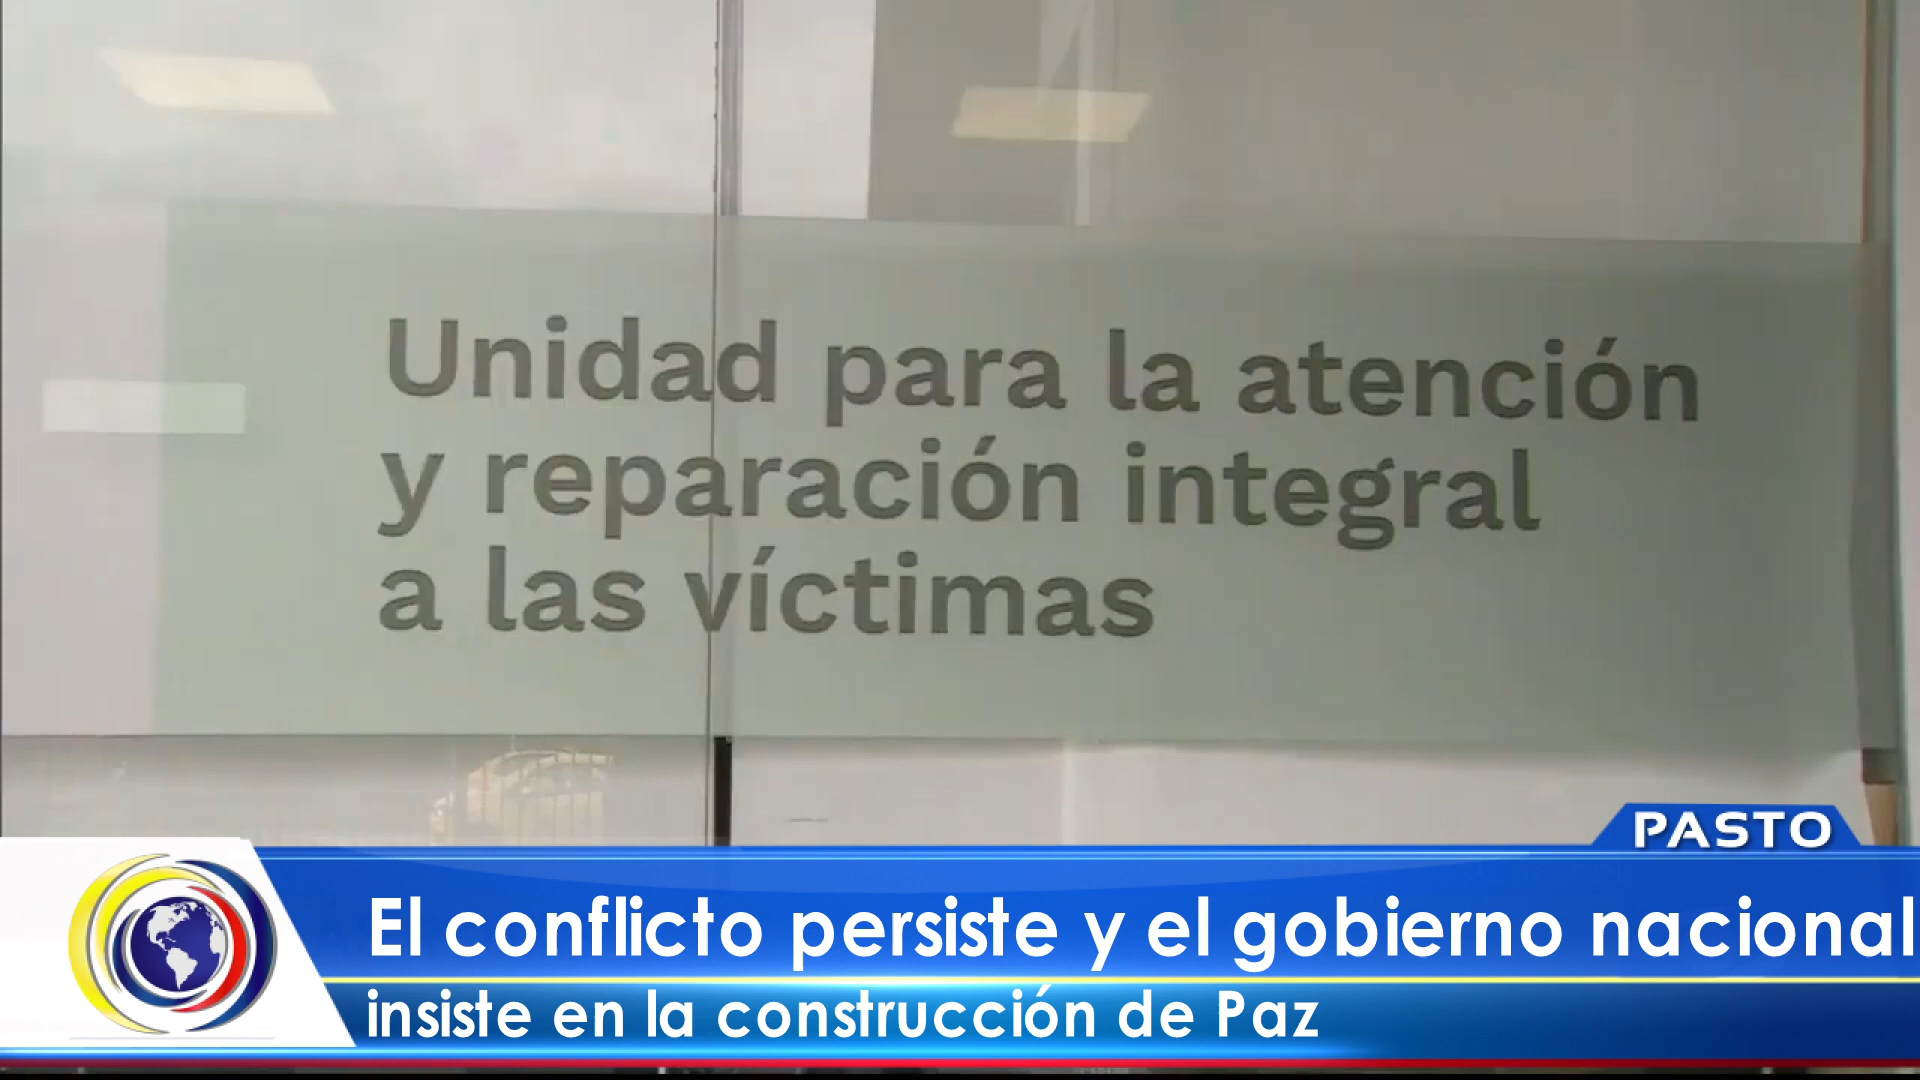 Unidad para la atención
y reparación integral
a las víctimas
PASTO
El conflicto persiste y el gobierno nacional
insiste en la construcción de Paz